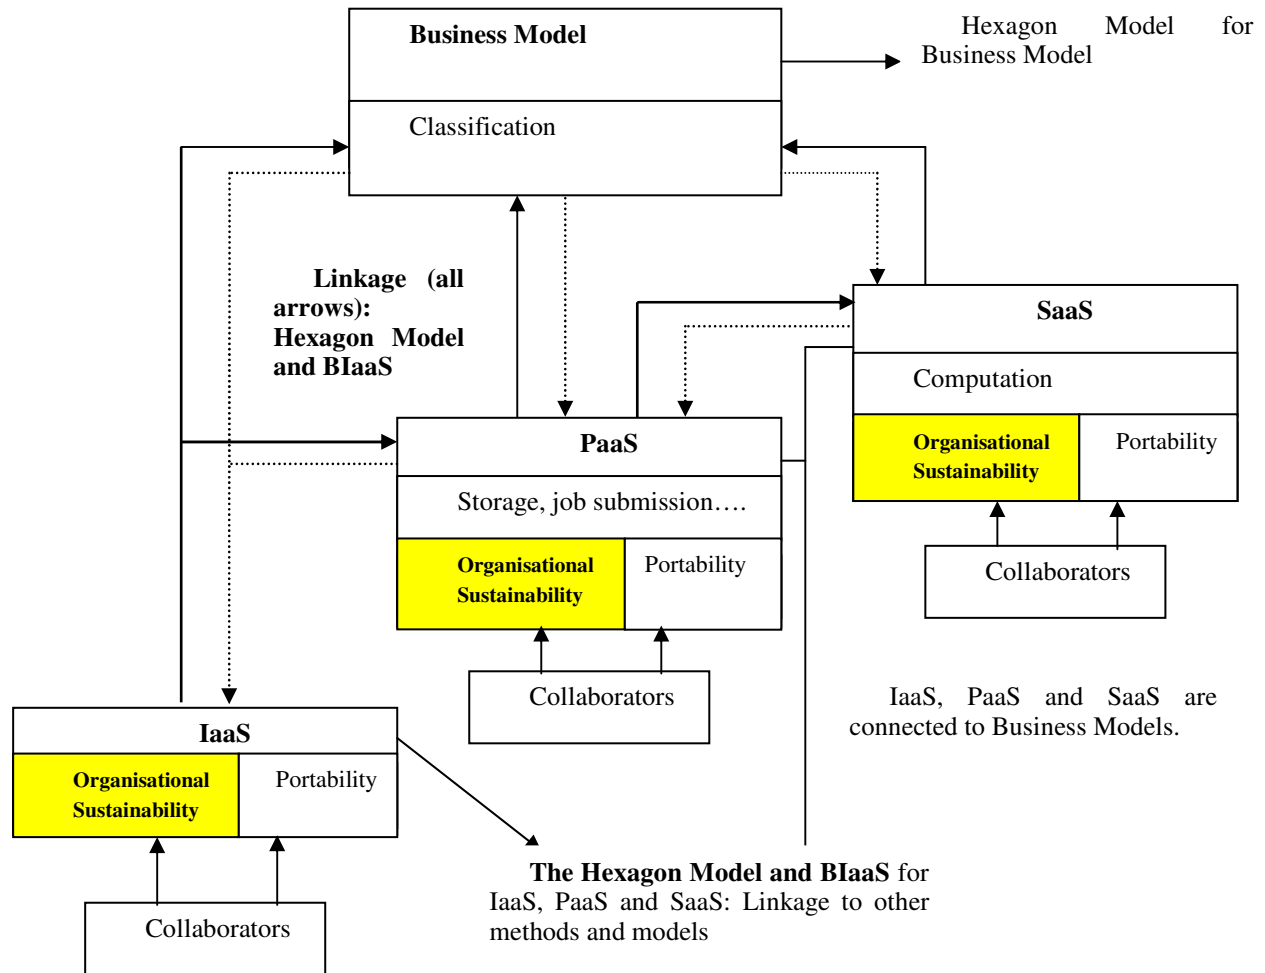 Business Model
Hexagon Model for
Business Model
Classification
Linkage (all
arrows):
Hexagon Model
and BIaaS
SaaS
Computation
Organisational
Sustainability
Portability
Collaborators
PaaS
Storage, job submission….
Organisational
Sustainability
Portability
Collaborators
IaaS, PaaS and SaaS are
connected to Business Models.
IaaS
Organisational
Sustainability
Portability
Collaborators
The Hexagon Model and BIaaS for
IaaS, PaaS and SaaS: Linkage to other
methods and models